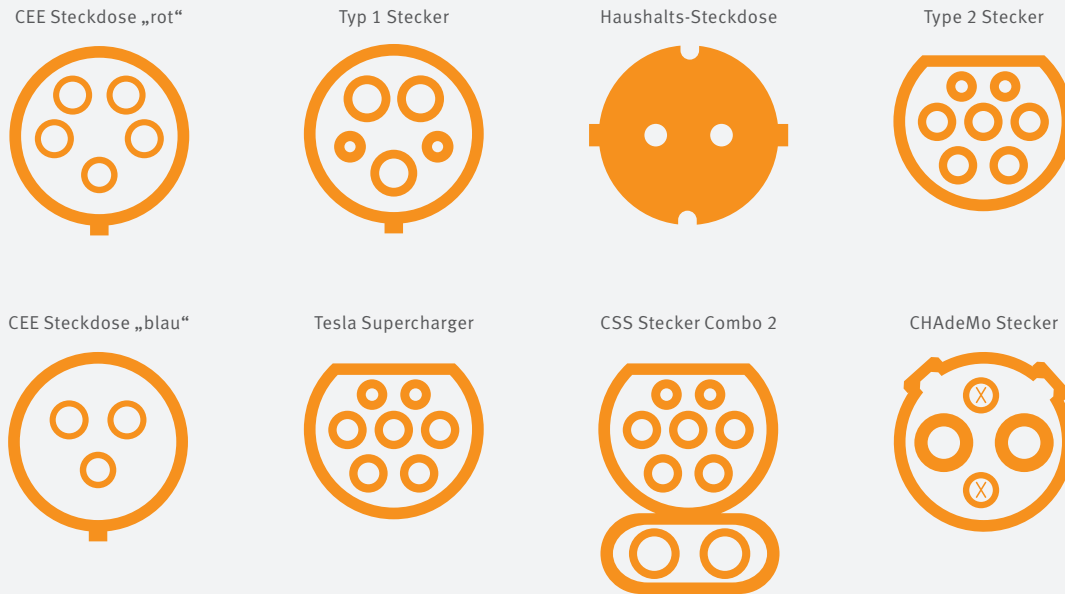 CEE Steckdose „rot“
Typ 1 Stecker
Haushalts-Steckdose
Type 2 Stecker
CEE Steckdose „blau“
Tesla Supercharger
CSS Stecker Combo 2
CHAdeMo Stecker
X
X